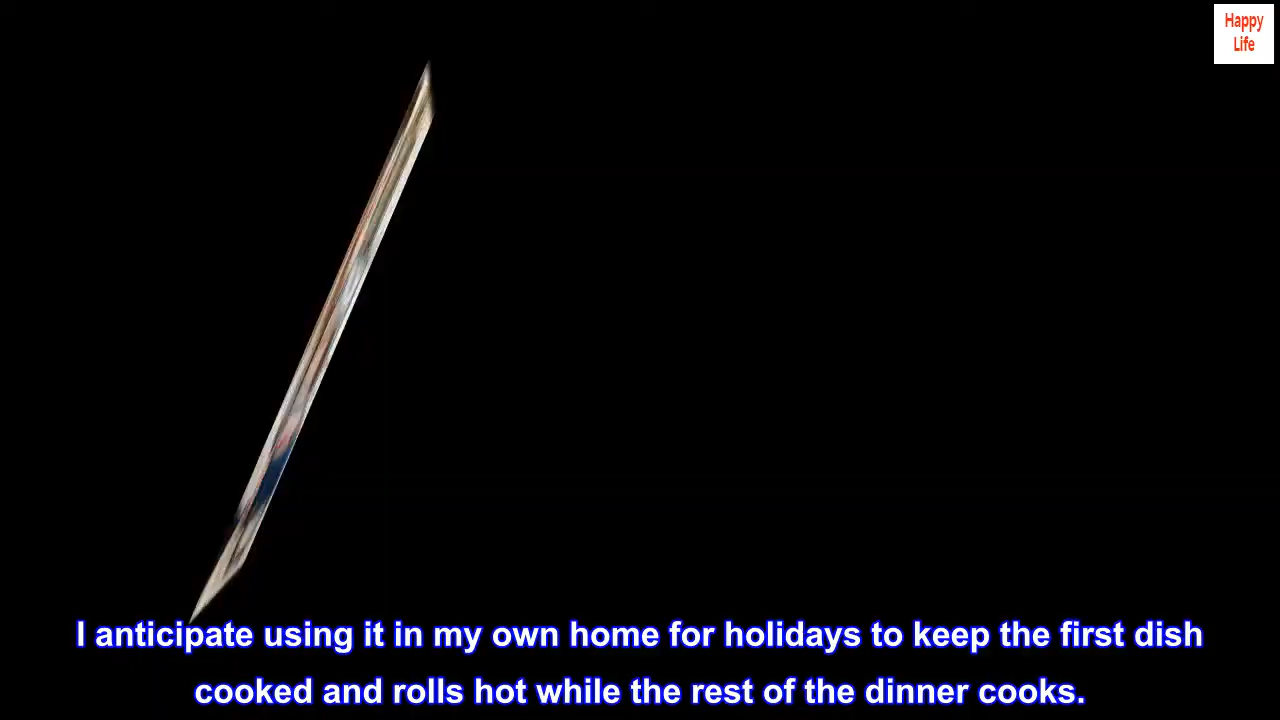 Happy
Life
I anticipate using it in my own home for holidays to keep the first dish
cooked and rolls hot while the rest of the dinner cooks.